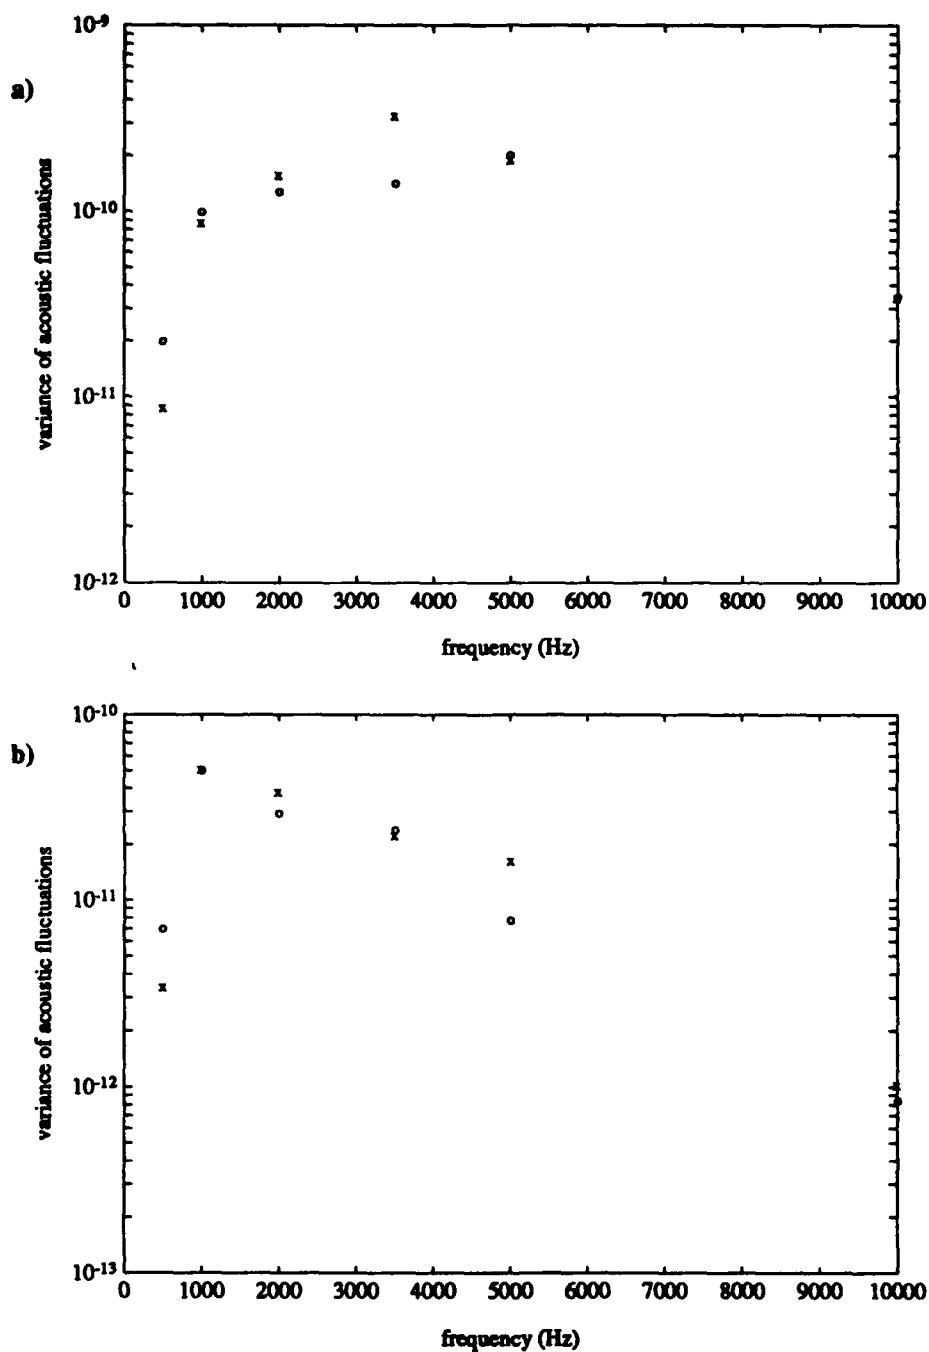 a)
variance of acoustic fluctuations
10⁻⁹
10⁻¹⁰
10⁻¹¹
10⁻¹²
0 1000 2000 3000 4000 5000 6000 7000 8000 9000 10000
frequency (Hz)
b)
variance of acoustic fluctuations
10⁻¹⁰
10⁻¹¹
10⁻¹²
10⁻¹³
0 1000 2000 3000 4000 5000 6000 7000 8000 9000 10000
frequency (Hz)